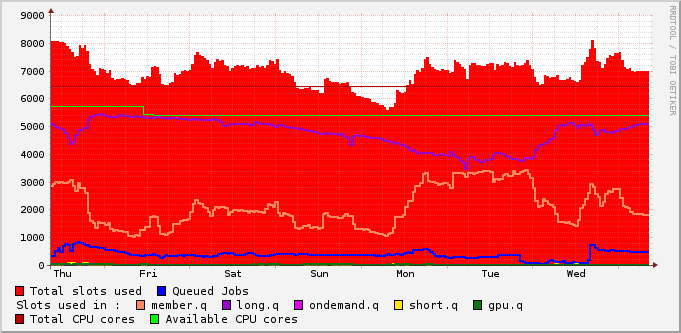 RRDTOOL / TOBI OETIKER
9000
8000
7000
6000
5000
4000
3000
2000
1000
0
Thu Fri Sat Sun Mon Tue Wed
Total slots used Queued Jobs
Slots used in : member.q long.q ondemand.q short.q gpu.q
Total CPU cores Available CPU cores